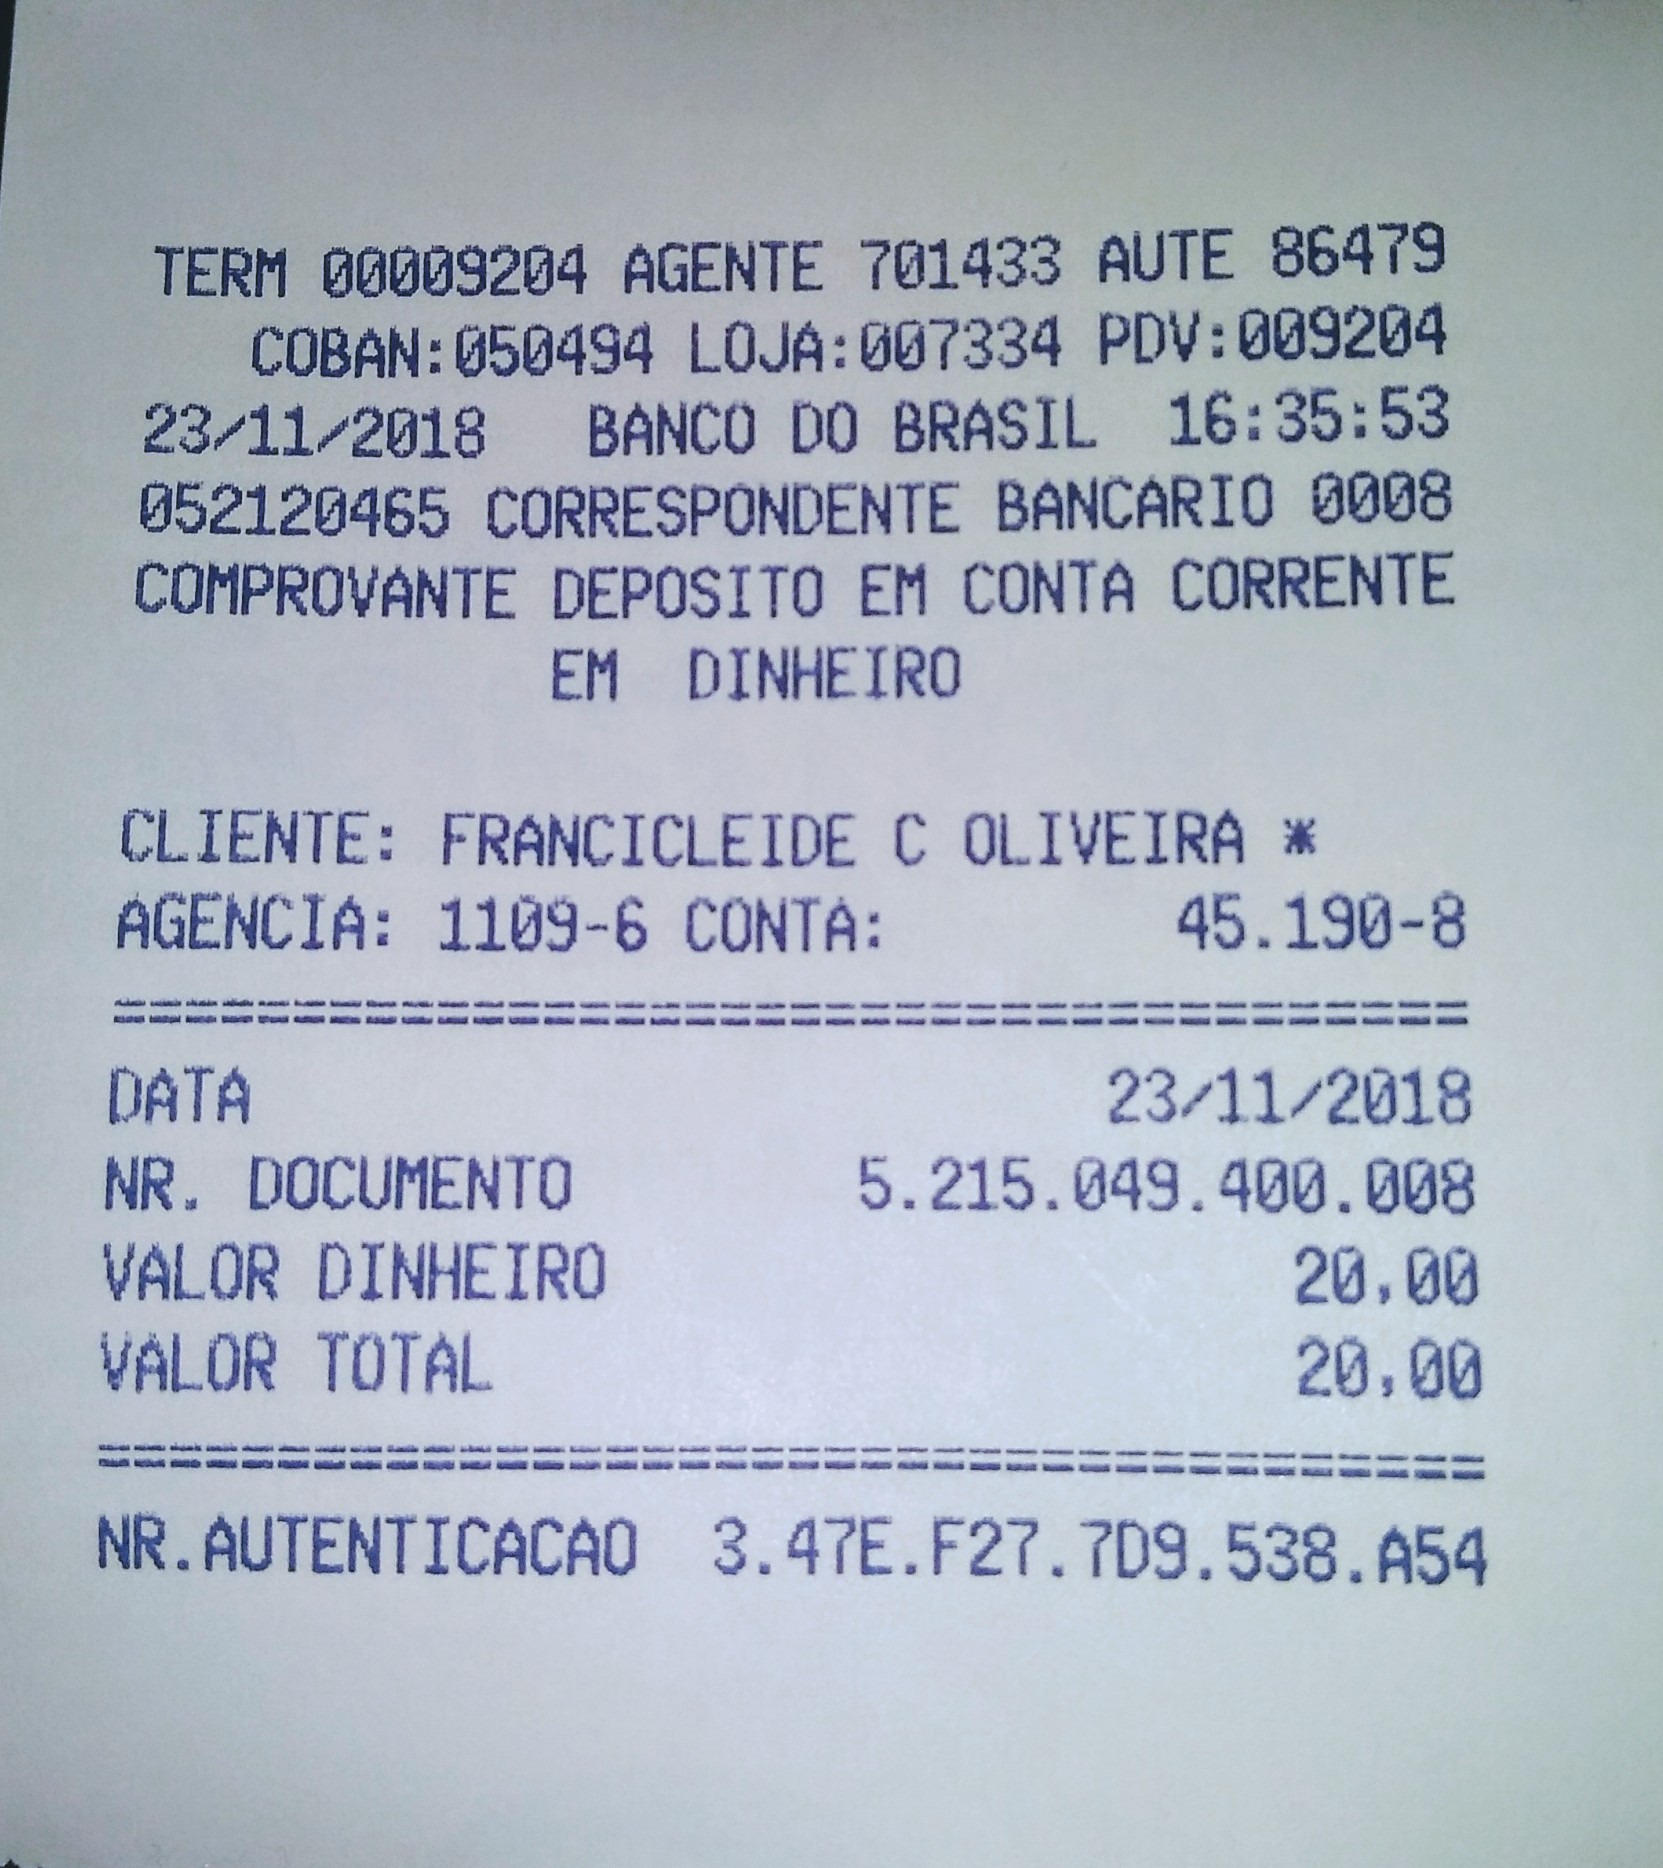 TERM 00009204 AGENTE 701433 AUTE 86479
COBAN:050494 LOJA:007334 PDV:009204
23/11/2018 BANCO DO BRASIL 16:35:53
052120465 CORRESPONDENTE BANCARIO 0008
COMPROVANTE DEPOSITO EM CONTA CORRENTE
EM DINHEIRO
CLIENTE: FRANCICLEIDE C OLIVEIRA *
AGENCIA: 1109-6 CONTA: 45.190-8
======================================
DATA 23/11/2018
NR. DOCUMENTO 5.215.049.400.008
VALOR DINHEIRO 20,00
VALOR TOTAL 20,00
======================================
NR.AUTENTICACAO 3.47E.F27.7D9.538.A54